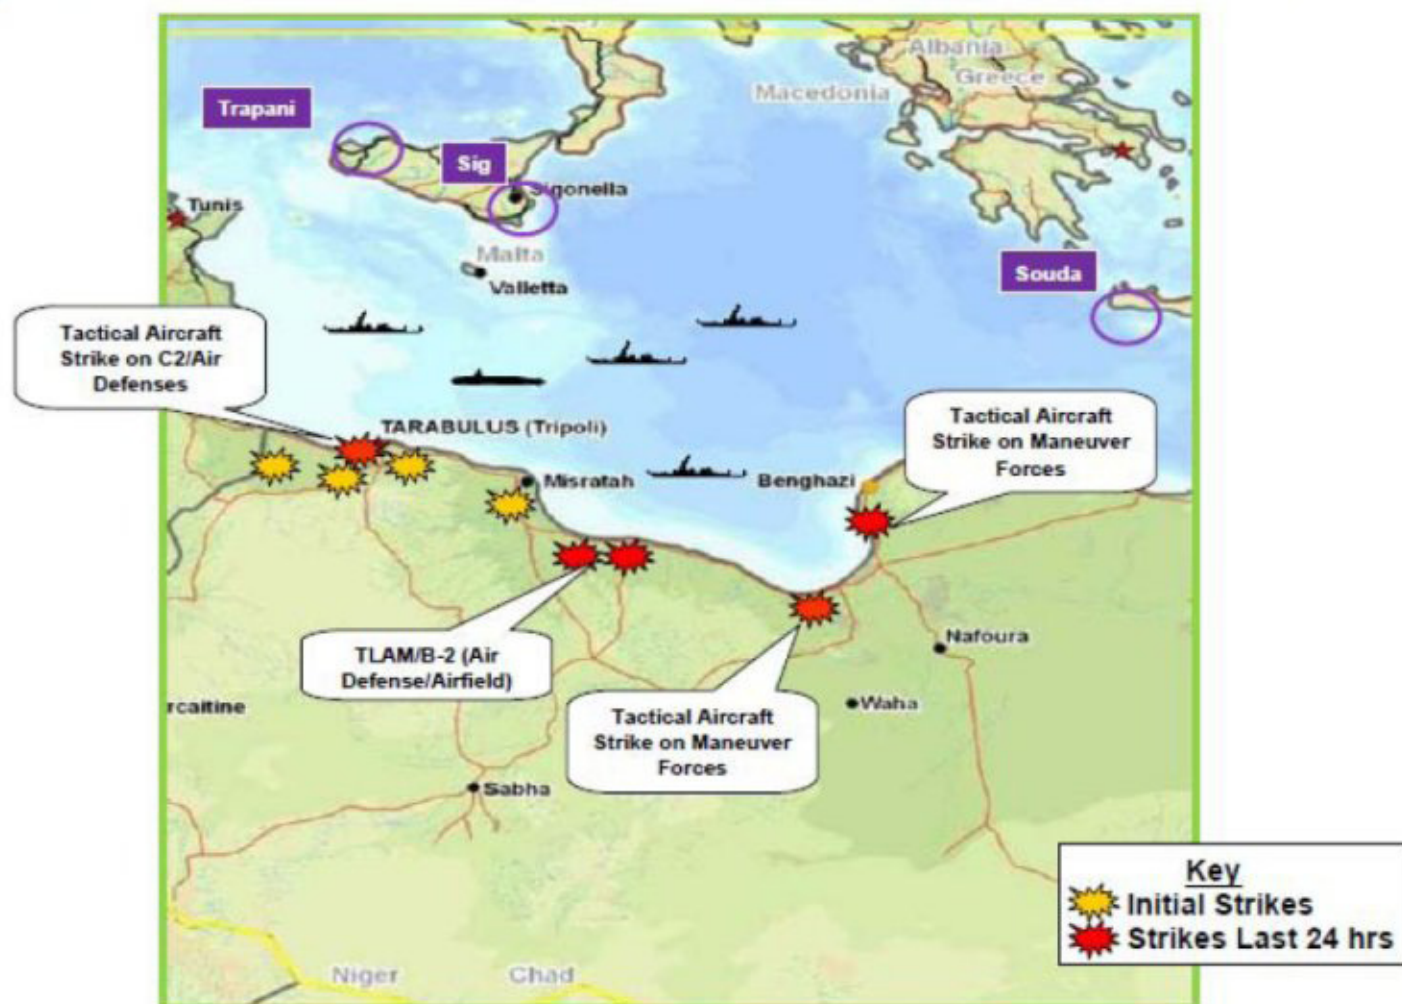 Albania
Greece
Macedonia
Trapani
Sig
Sigonella
Tunis
Malta
Valletta
Souda
Tactical Aircraft
Strike on C2/Air
Defenses
TARABULUS (Tripoli)
Misratah
Benghazi
Tactical Aircraft
Strike on Maneuver
Forces
TLAM/B-2 (Air
Defense/Airfield)
Tactical Aircraft
Strike on Maneuver
Forces
Nafoura
Waha
rcaitine
Sabha
Niger
Chad
Key
Initial Strikes
Strikes Last 24 hrs